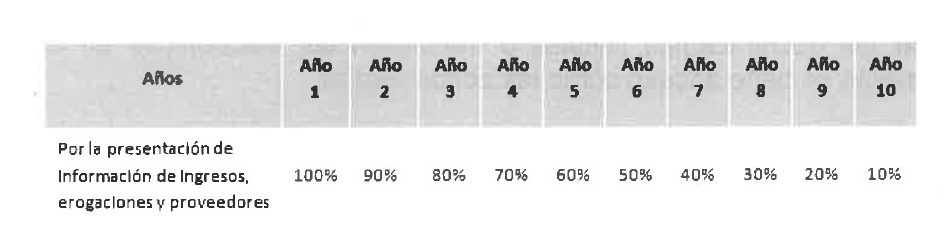 Años Año 1 Año 2 Año 3 Año 4 Año 5 Año 6 Año 7 Año 8 Año 9 Año 10
Por la presentación de
Información de Ingresos, 100% 90% 80% 70% 60% 50% 40% 30% 20% 10%
erogaciones y proveedores